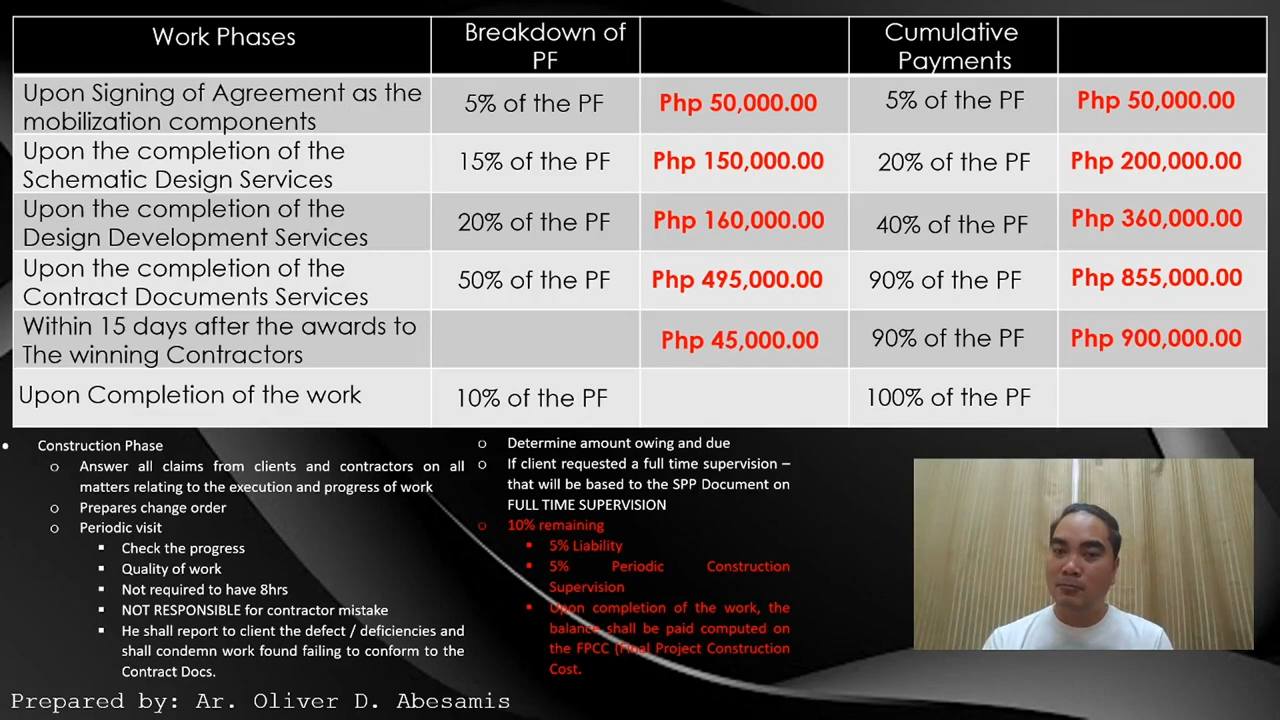 Work Phases
Breakdown of
PF
Cumulative
Payments
Upon Signing of Agreement as the
mobilization components
5% of the PF
Php 50,000.00
5% of the PF
Php 50,000.00
Upon the completion of the
Schematic Design Services
15% of the PF
Php 150,000.00
20% of the PF
Php 200,000.00
Upon the completion of the
Design Development Services
20% of the PF
Php 160,000.00
40% of the PF
Php 360,000.00
Upon the completion of the
Contract Documents Services
50% of the PF
Php 495,000.00
90% of the PF
Php 855,000.00
Within 15 days after the awards to
The winning Contractors
Php 45,000.00
90% of the PF
Php 900,000.00
Upon Completion of the work
10% of the PF
100% of the PF
• Construction Phase
o Answer all claims from clients and contractors on all
matters relating to the execution and progress of work
o Prepares change order
o Periodic visit
▪ Check the progress
▪ Quality of work
▪ Not required to have 8hrs
▪ NOT RESPONSIBLE for contractor mistake
▪ He shall report to client the defect / deficiencies and
shall condemn work found failing to conform to the
Contract Docs.
o Determine amount owing and due
o If client requested a full time supervision –
that will be based to the SPP Document on
FULL TIME SUPERVISION
o 10% remaining
▪ 5% Liability
▪ 5% Periodic Construction
Supervision
▪ Upon completion of the work, the
balance shall be paid computed on
the FPCC (Final Project Construction
Cost.
Prepared by: Ar. Oliver D. Abesamis